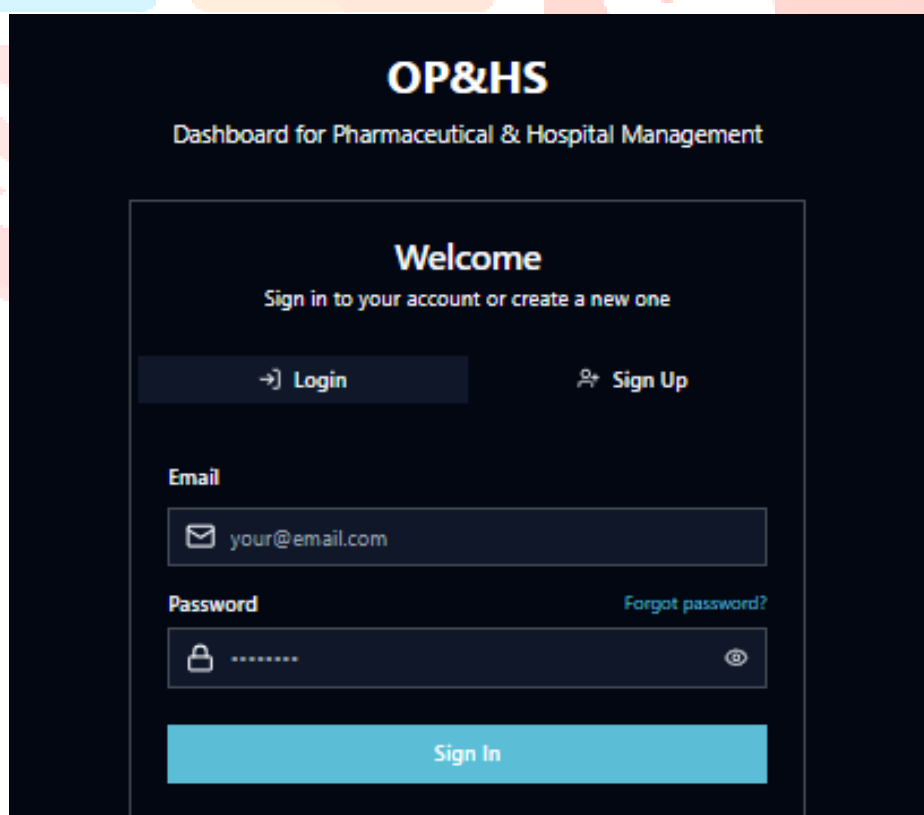 OP&HS
Dashboard for Pharmaceutical & Hospital Management
Welcome
Sign in to your account or create a new one
Login
Sign Up
Email
your@email.com
Password
Forgot password?
••••••••
Sign In